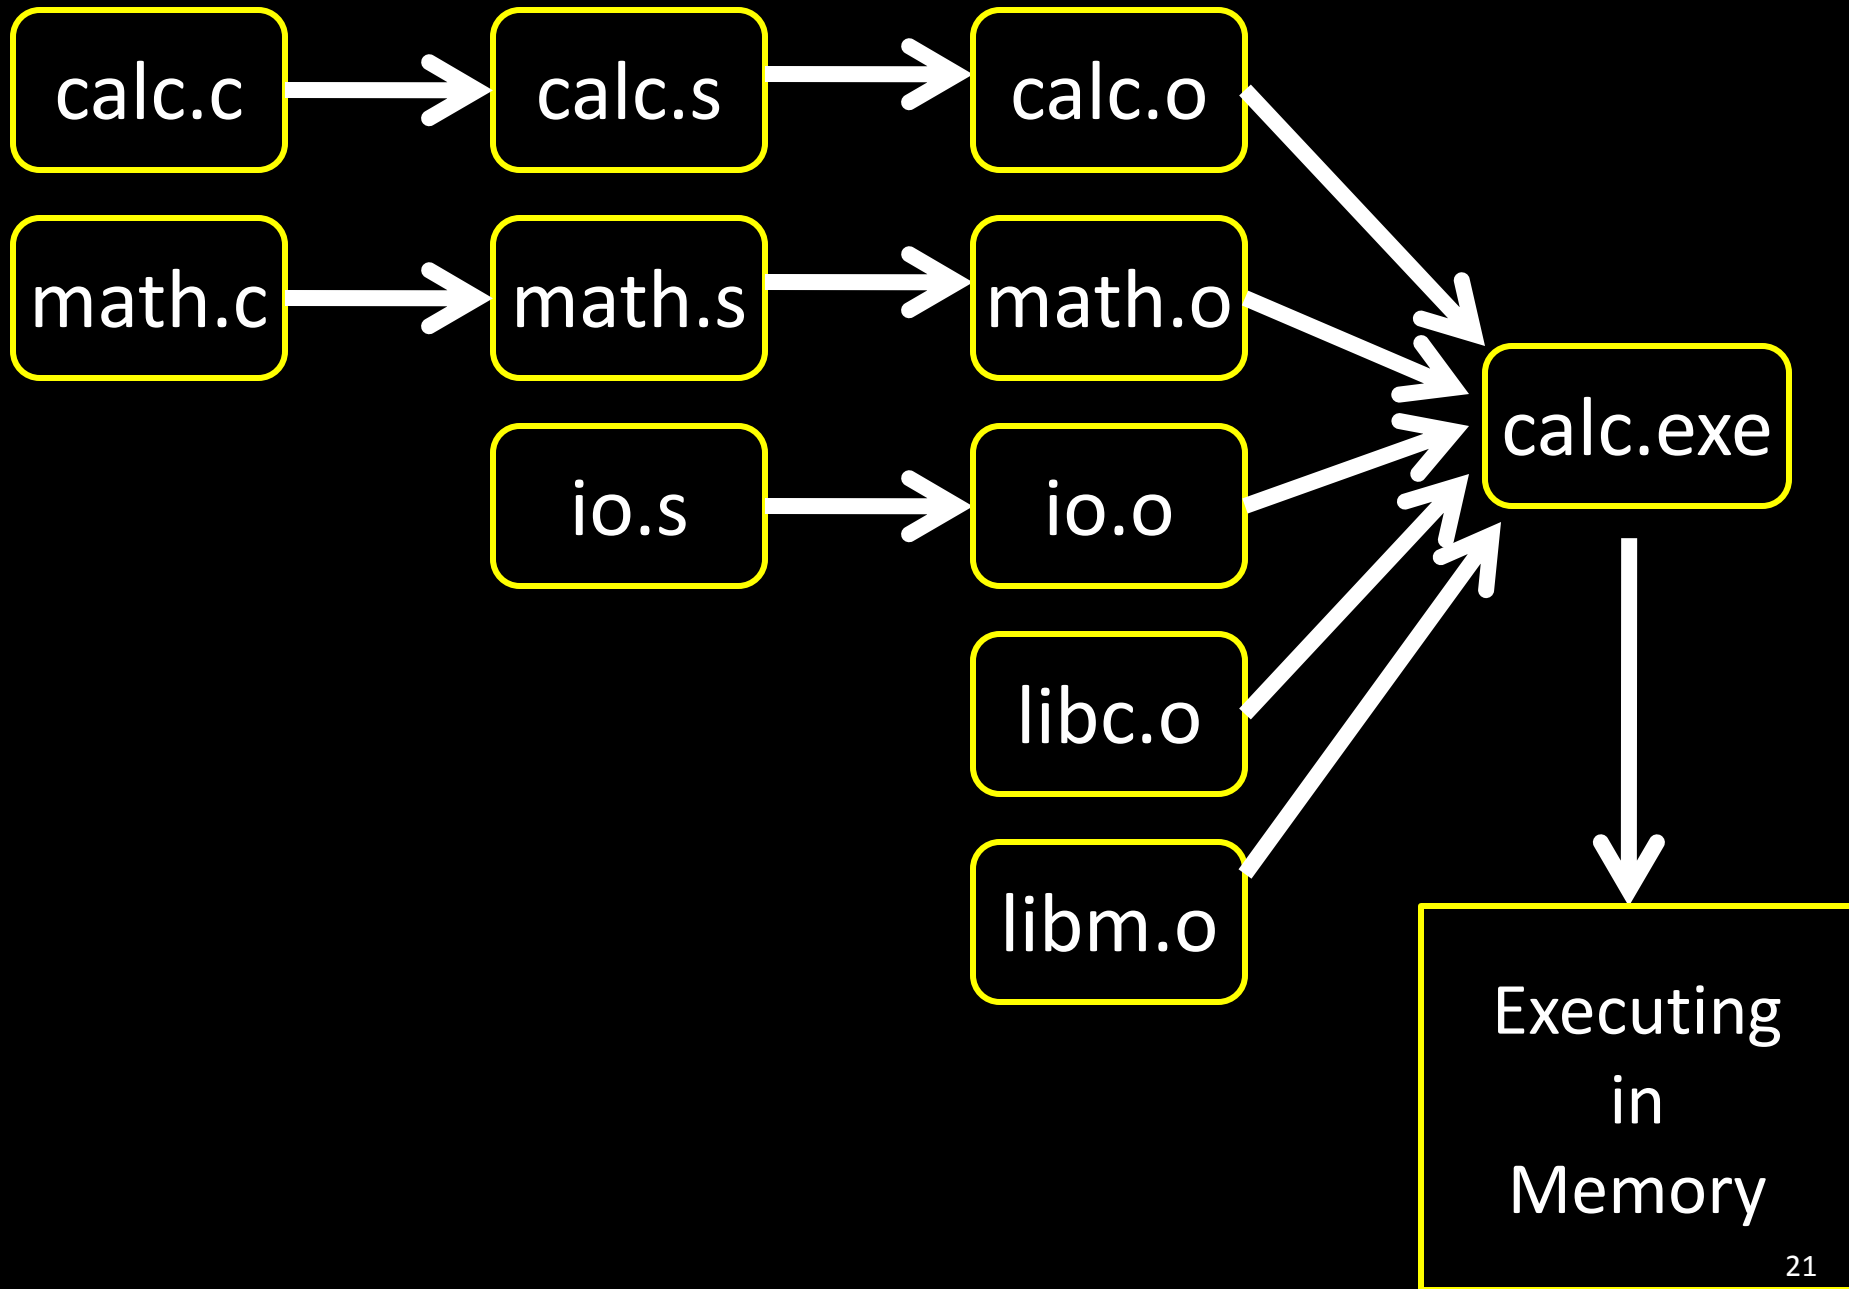 calc.c
calc.s
calc.o
math.c
math.s
math.o
calc.exe
io.s
io.o
libc.o
libm.o
Executing
in
Memory
21